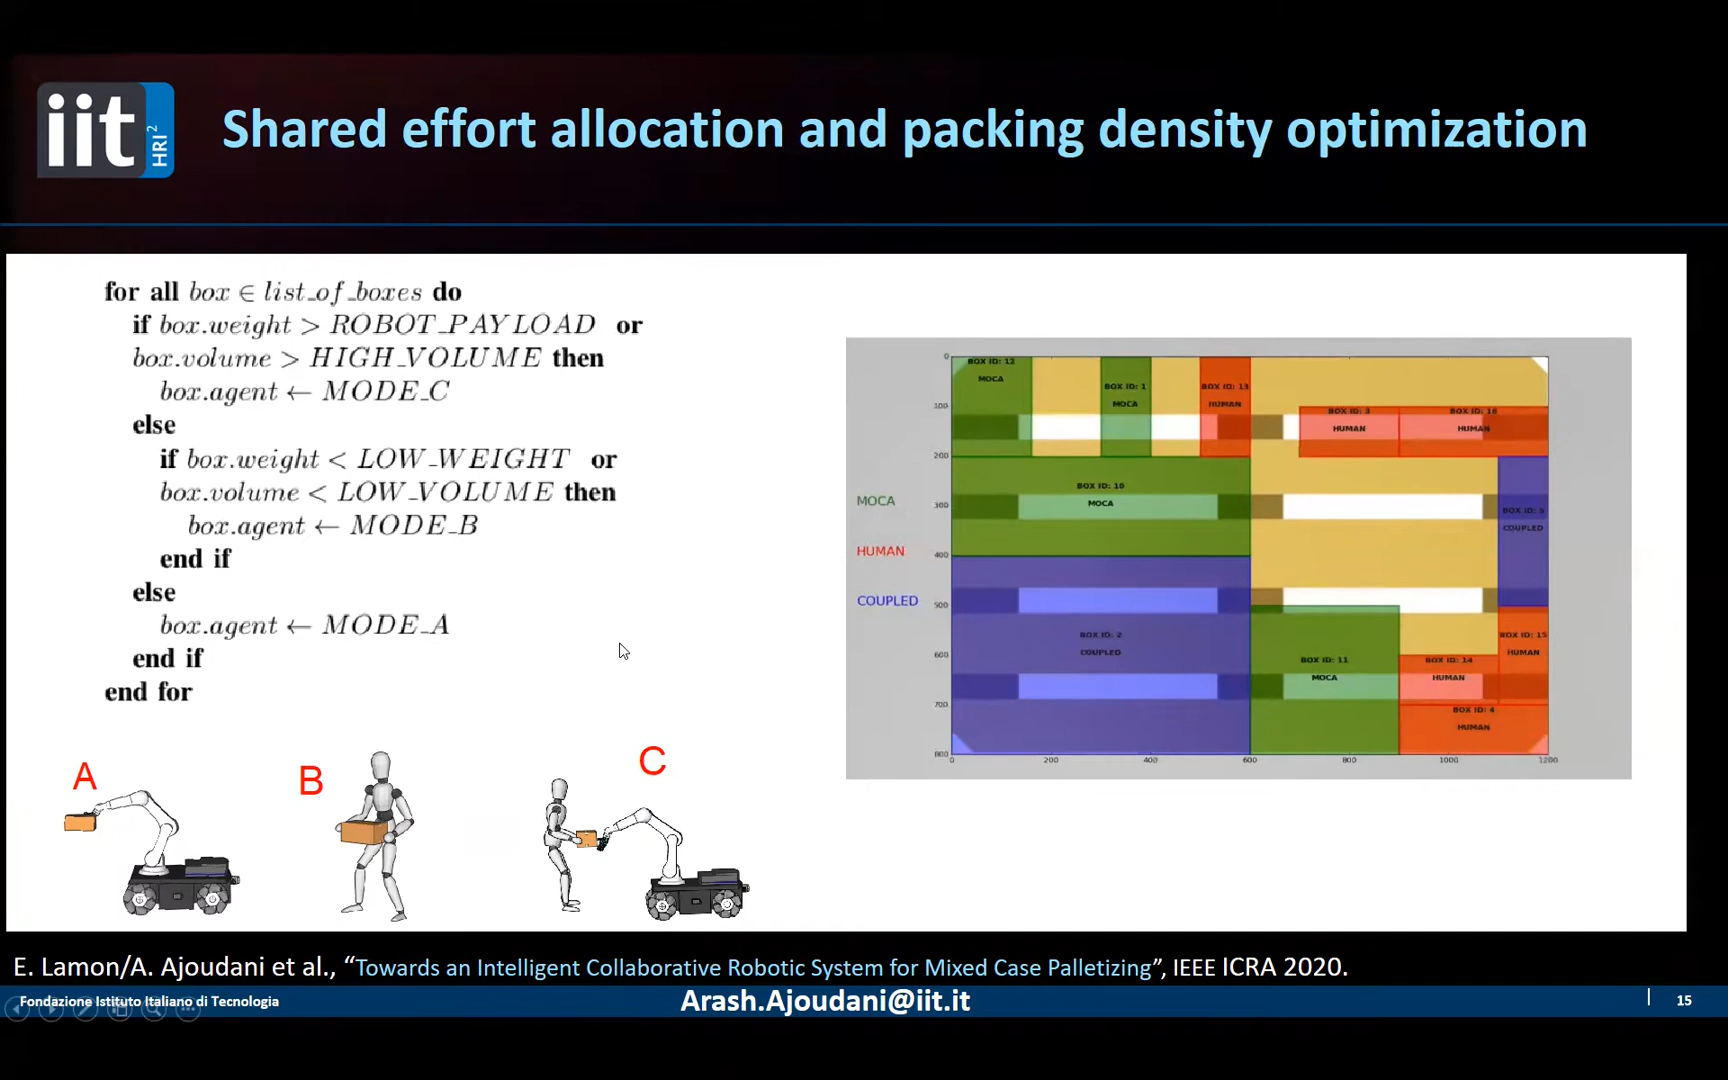 iit
HRI²
Shared effort allocation and packing density optimization
for all box ∈ list_of_boxes do
if box.weight > ROBOT_PAYLOAD or
box.volume > HIGH_VOLUME then
box.agent ← MODE_C
else
if box.weight < LOW_WEIGHT or
box.volume < LOW_VOLUME then
box.agent ← MODE_B
end if
else
box.agent ← MODE_A
end if
end for
A
B
C
MOCA
HUMAN
COUPLED
0
100
200
300
400
500
600
700
800
0
200
400
600
800
1000
1200
BOX ID: 12
MOCA
BOX ID: 1
MOCA
BOX ID: 13
HUMAN
BOX ID: 3
HUMAN
HUMAN
BOX ID: 10
MOCA
COUPLED
BOX ID: 2
COUPLED
BOX ID: 11
MOCA
BOX ID: 14
HUMAN
BOX ID: 15
HUMAN
BOX ID: 4
HUMAN
E. Lamon/A. Ajoudani et al., “Towards an Intelligent Collaborative Robotic System for Mixed Case Palletizing”, IEEE ICRA 2020.
Fondazione Istituto Italiano di Tecnologia
Arash.Ajoudani@iit.it
15